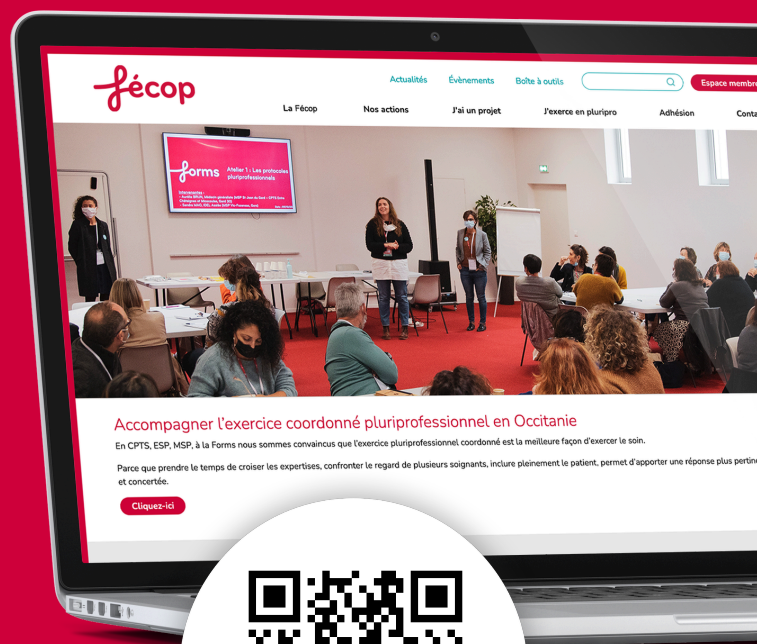 fécop
Actualités Évènements Boîte à outils
Espace membre
La Fécop Nos actions J'ai un projet J'exerce en pluripro Adhésion Conta
forms
Atelier 1 : Les protocoles
pluriprofessionnels
Accompagner l'exercice coordonné pluriprofessionnel en Occitanie
En CPTS, ESP, MSP, à la Forms nous sommes convaincus que l'exercice pluriprofessionnel coordonné est la meilleure façon d'exercer le soin.
Parce que prendre le temps de croiser les expertises, confronter le regard de plusieurs soignants, inclure pleinement le patient, permet d'apporter une réponse plus pertine
et concertée.
Cliquez-ici